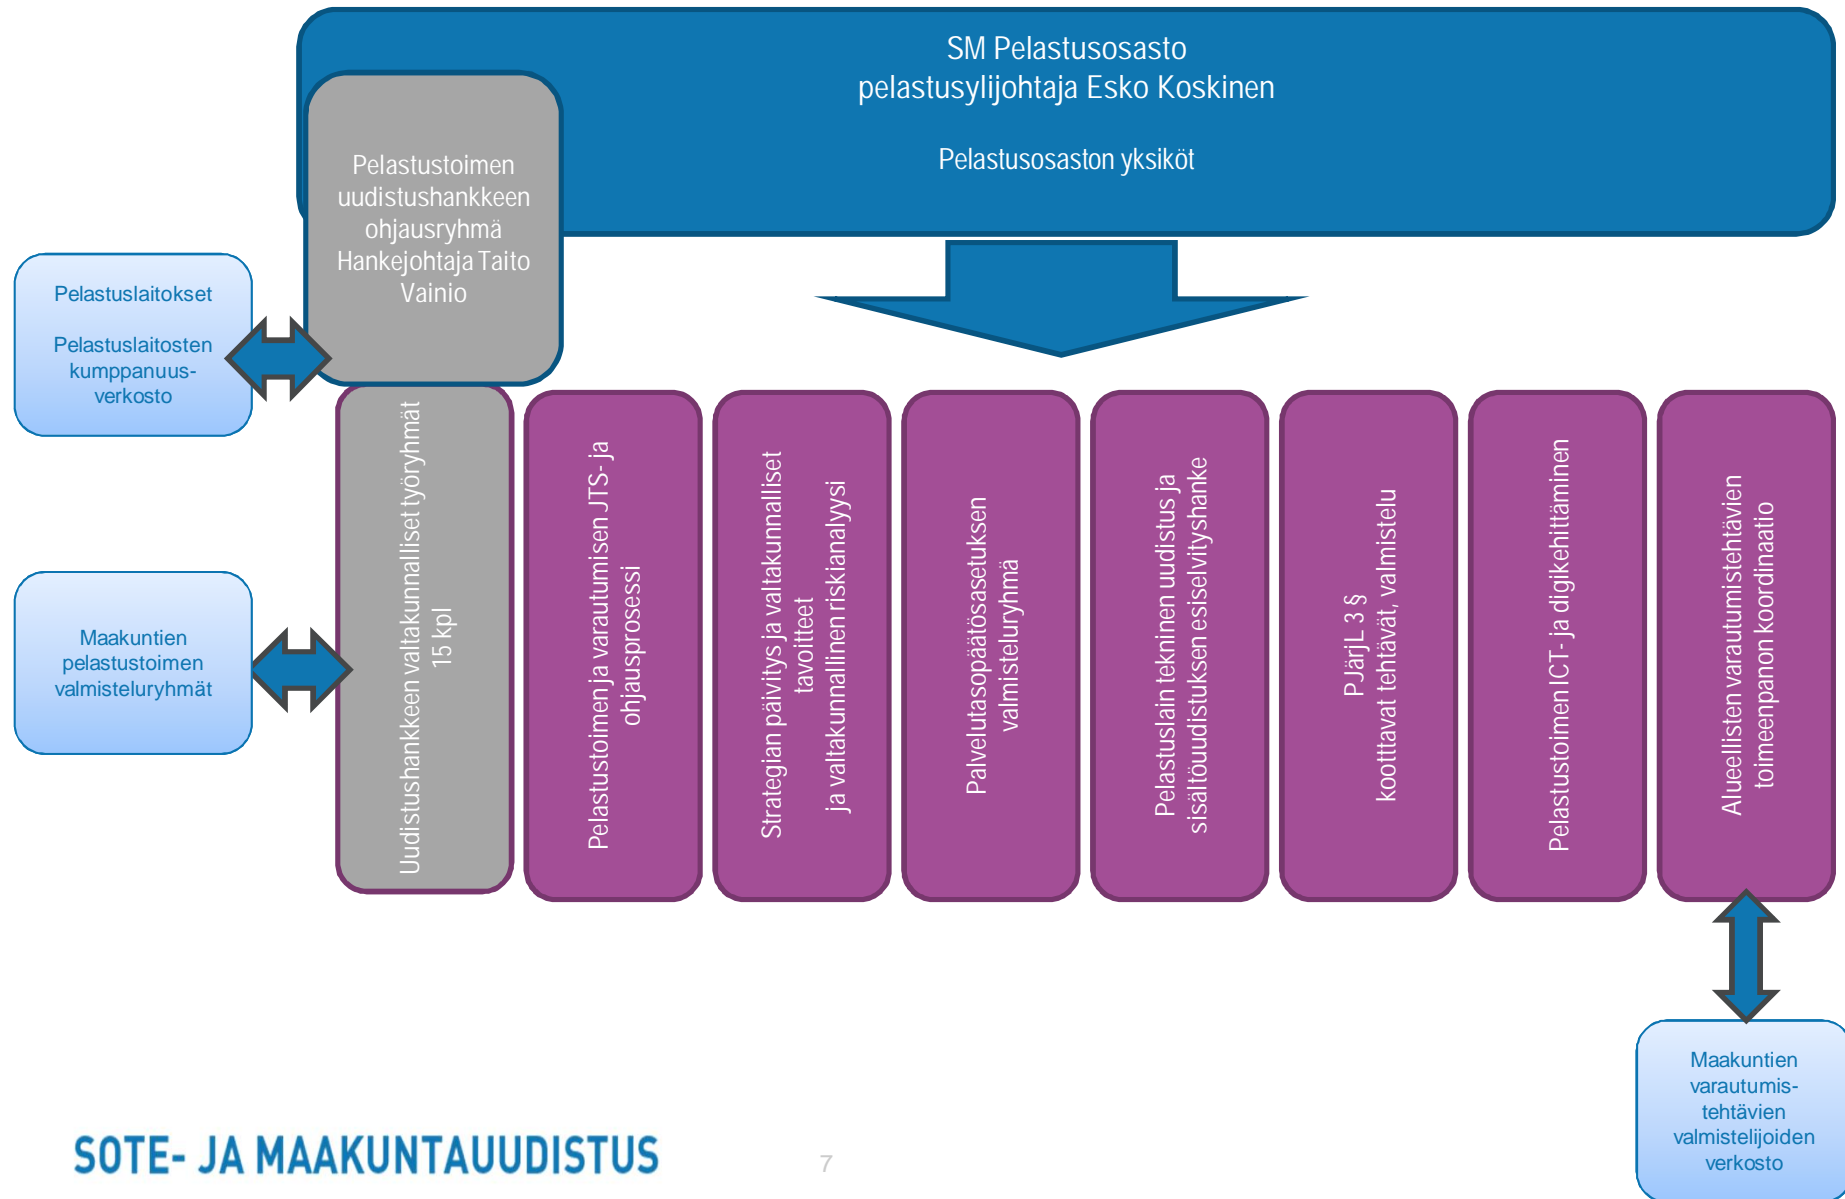 SM Pelastusosasto
pelastusylijohtaja Esko Koskinen
Pelastusosaston yksiköt
Pelastustoimen
uudistushankkeen
ohjausryhmä
Hankejohtaja Taito
Vainio
Pelastuslaitokset
Pelastuslaitosten
kumppanuus-
verkosto
Maakuntien
pelastustoimen
valmisteluryhmät
Uudistushankkeen valtakunnalliset työryhmät
15 kpl
Pelastustoimen ja varautumisen JTS- ja
ohjausprosessi
Strategian päivitys ja valtakunnalliset
tavoitteet
ja valtakunnallinen riskianalyysi
Palvelutasopäätösasetuksen
valmisteluryhmä
Pelastuslain tekninen uudistus ja
sisältöuudistuksen esiselvityshanke
PJärjL 3 §
koottavat tehtävät, valmistelu
Pelastustoimen ICT- ja digikehittäminen
Alueellisten varautumistehtävien
toimeenpanon koordinaatio
Maakuntien
varautumis-
tehtävien
valmistelijoiden
verkosto
SOTE- JA MAAKUNTAUUDISTUS
7